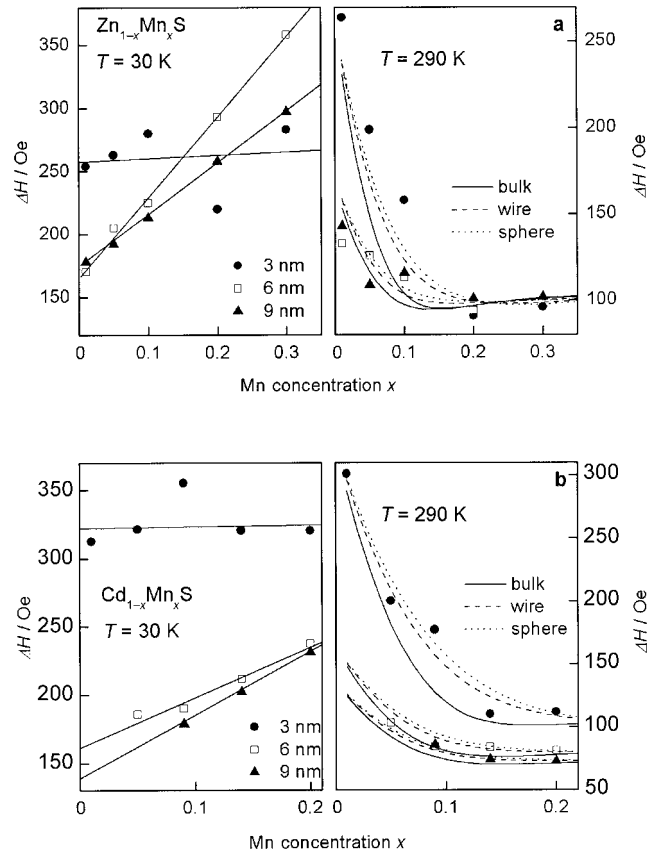 Zn1-xMnxS
T = 30 K
ΔH / Oe
350
300
250
200
150
3 nm
6 nm
9 nm
0
0.1
0.2
0.3
a
T = 290 K
bulk
wire
sphere
250
200
150
100
ΔH / Oe
0
0.1
0.2
0.3
Mn concentration x
Cd1-xMnxS
T = 30 K
ΔH / Oe
350
300
250
200
150
3 nm
6 nm
9 nm
0
0.1
0.2
b
T = 290 K
bulk
wire
sphere
300
250
200
150
100
50
ΔH / Oe
0
0.1
0.2
Mn concentration x